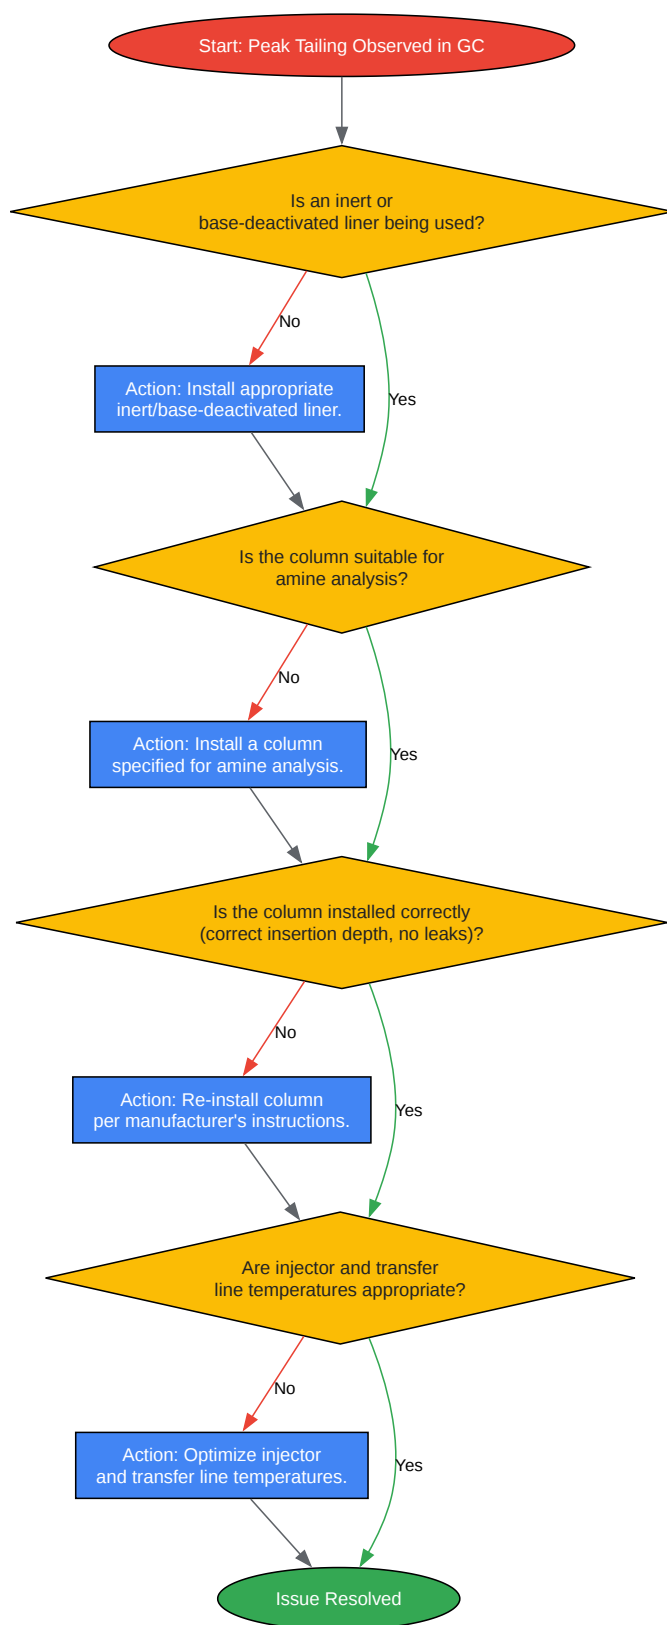 Start: Peak Tailing Observed in GC
Is an inert or
base-deactivated liner being used?
No
Action: Install appropriate
inert/base-deactivated liner.
Yes
Is the column suitable for
amine analysis?
No
Action: Install a column
specified for amine analysis.
Yes
Is the column installed correctly
(correct insertion depth, no leaks)?
No
Action: Re-install column
per manufacturer's instructions.
Yes
Are injector and transfer
line temperatures appropriate?
No
Action: Optimize injector
and transfer line temperatures.
Yes
Issue Resolved